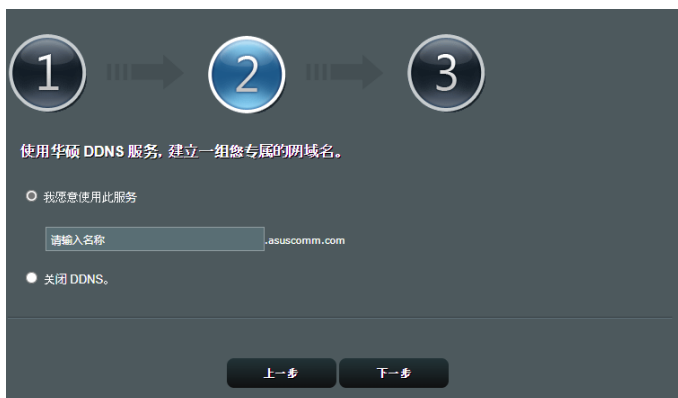 1 2 3
使用华硕 DDNS 服务, 建立一组您专属的网域名。
我愿意使用此服务
请输入名称 .asuscomm.com
关闭 DDNS。
上一步 下一步